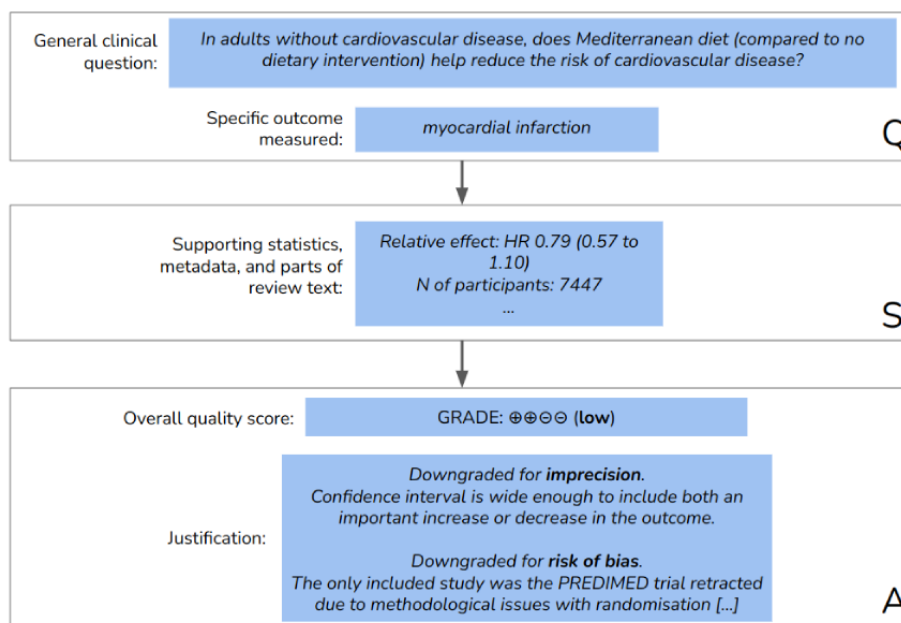 General clinical
question:
In adults without cardiovascular disease, does Mediterranean diet (compared to no
dietary intervention) help reduce the risk of cardiovascular disease?
Specific outcome
measured:
myocardial infarction
Q
Supporting statistics,
metadata, and parts of
review text:
Relative effect: HR 0.79 (0.57 to
1.10)
N of participants: 7447
...
S
Overall quality score:
GRADE: ⊕⊕⊖⊖ (low)
Justification:
Downgraded for imprecision.
Confidence interval is wide enough to include both an
important increase or decrease in the outcome.
Downgraded for risk of bias.
The only included study was the PREDIMED trial retracted
due to methodological issues with randomisation [...]
A